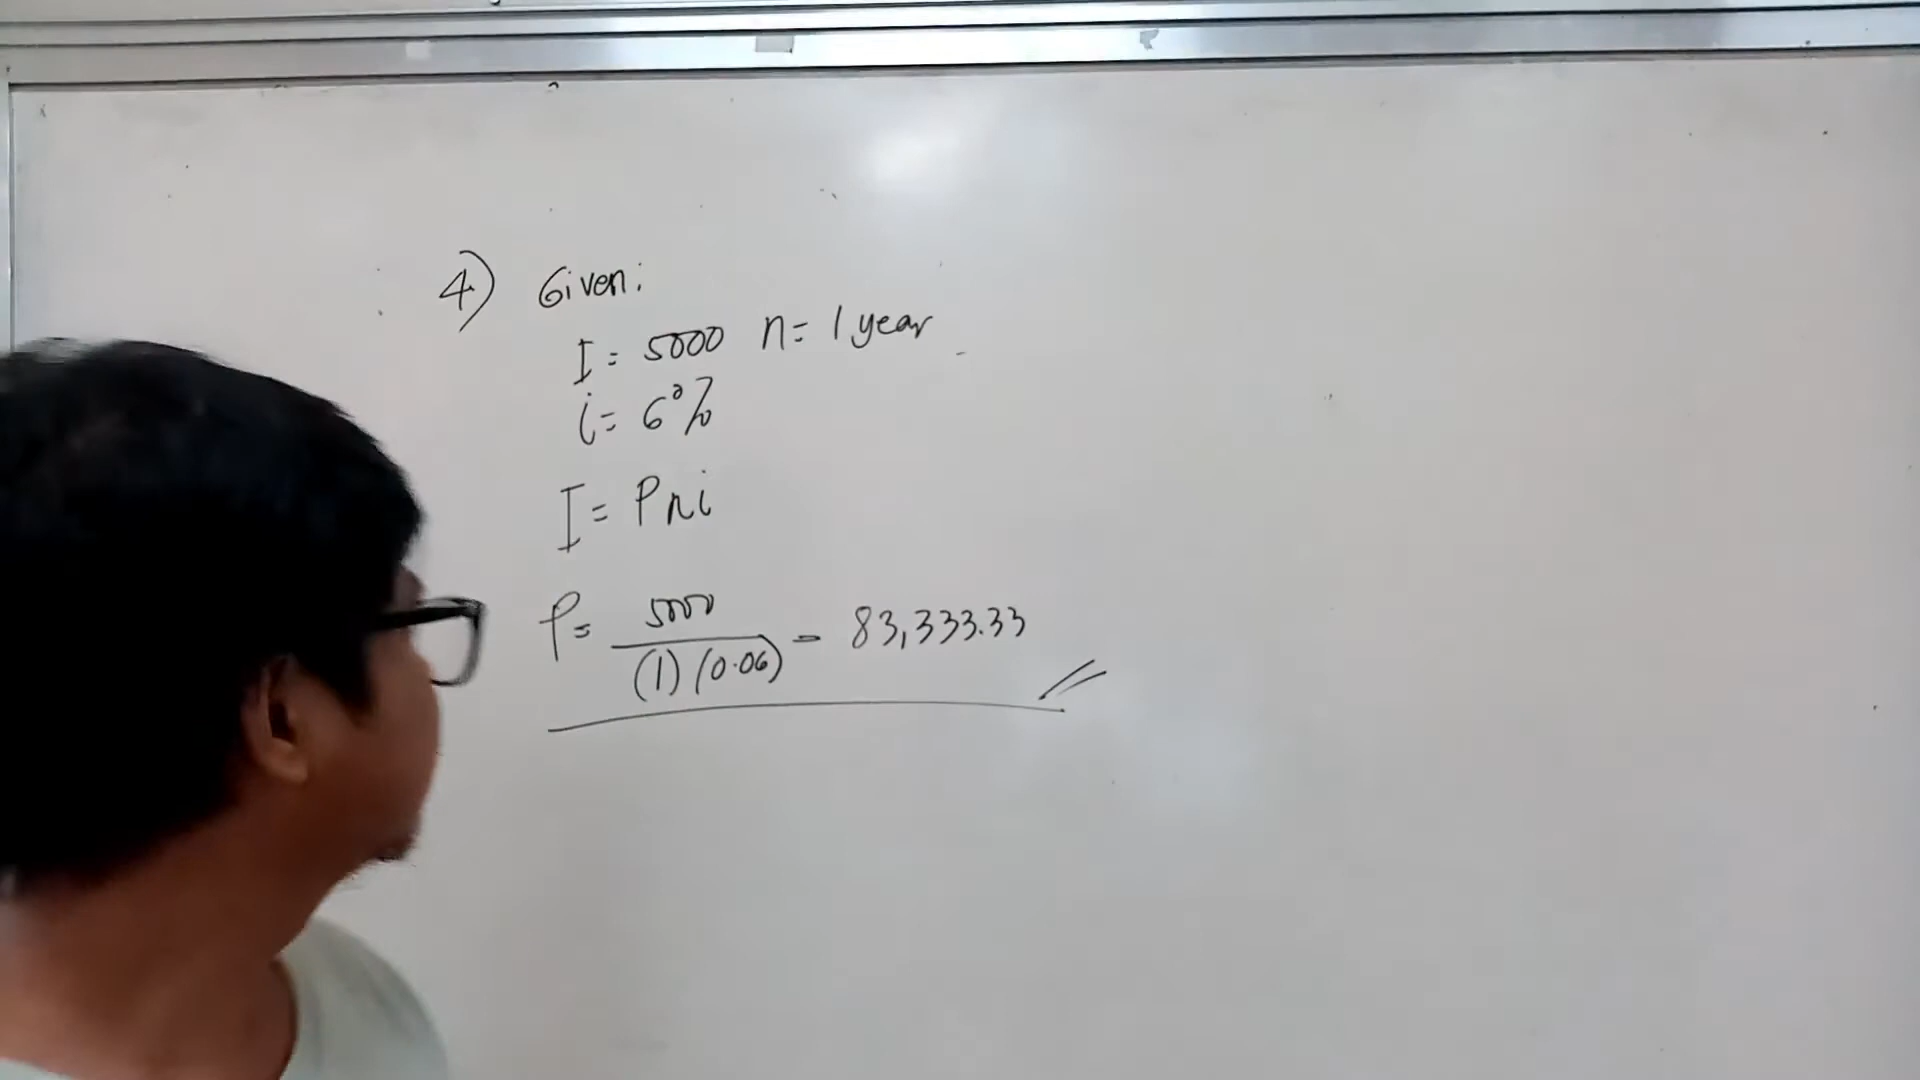 4) Given:
I = 5000 n= 1 year
i= 6%
I = Pni
P= 5000
(1) (0.06) = 83,333.33